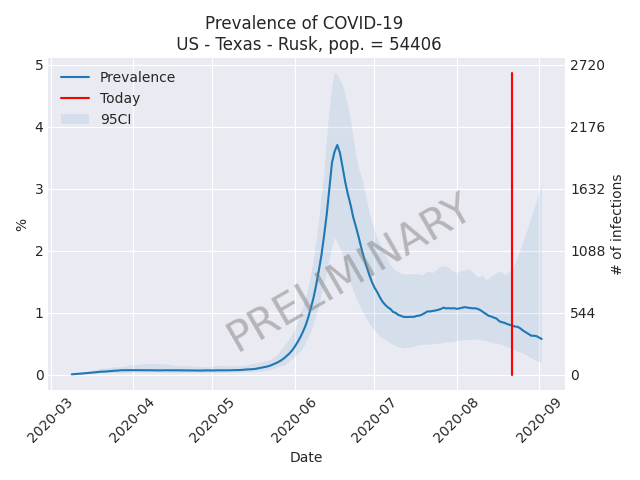 Prevalence of COVID-19
US - Texas - Rusk, pop. = 54406
Prevalence
Today
95CI
5
4
3
2
1
0
%
2720
2176
1632
1088
544
0
# of infections
PRELIMINARY
2020-03
2020-04
2020-05
2020-06
2020-07
2020-08
2020-09
Date